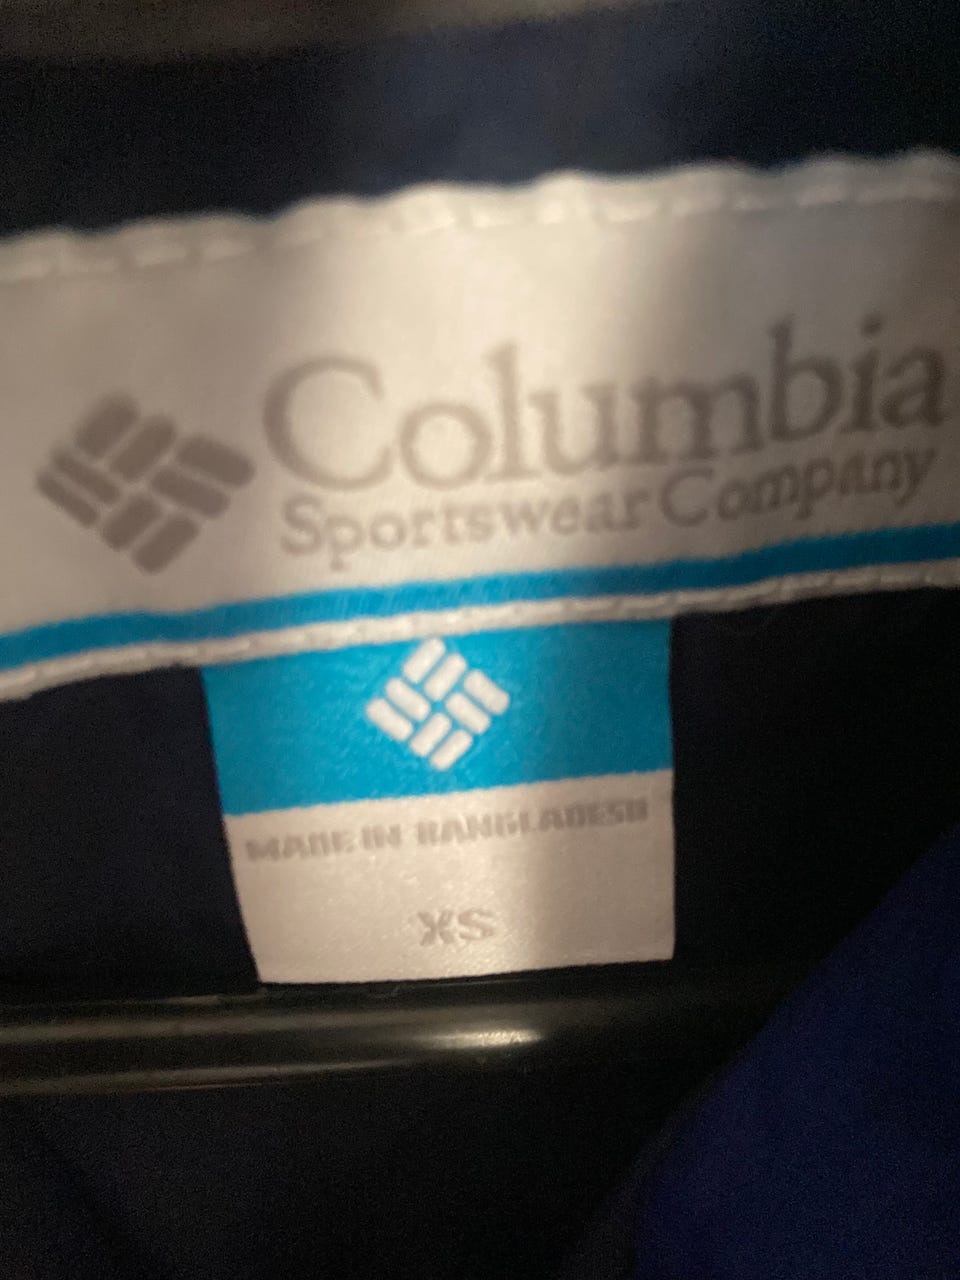 Columbia
Sportswear Company
MADE IN BANGLADESH
XS